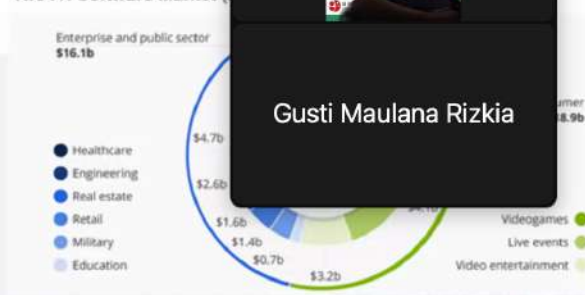 Enterprise and public sector
$16.1b
Gusti Maulana Rizkia
$4.7b
$2.6b
$1.6b
$1.4b
$0.7b
$3.2b
Healthcare
Engineering
Real estate
Retail
Military
Education
Videogames
Live events
Video entertainment